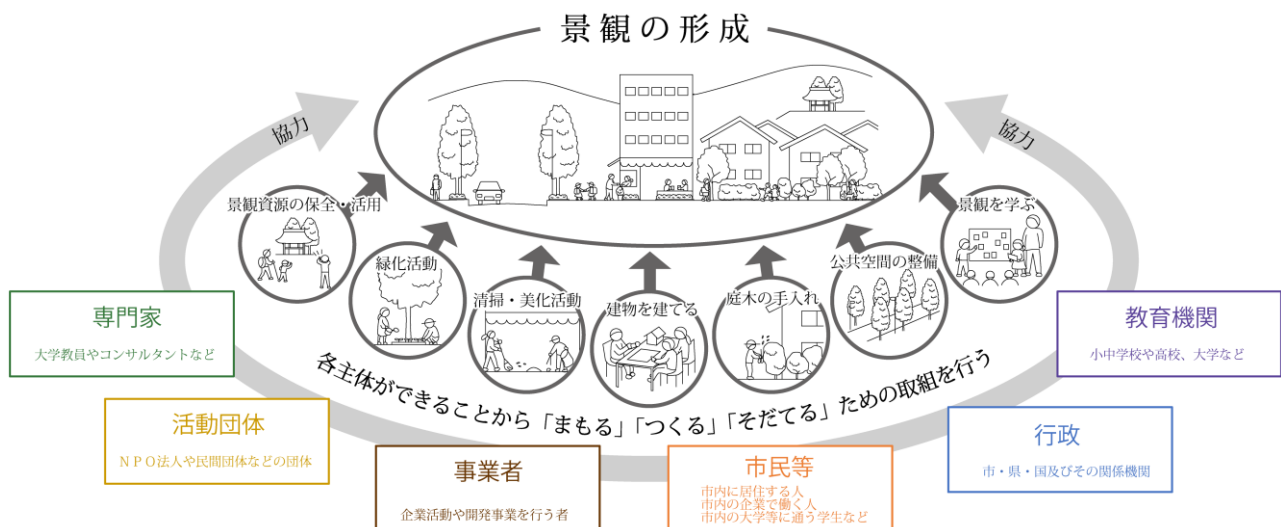 景観の形成
協力
協力
景観資源の保全・活用
緑化活動
清掃・美化活動
建物を建てる
庭木の手入れ
公共空間の整備
景観を学ぶ
各主体ができることから「まもる」「つくる」「そだてる」ための取組を行う
専門家
大学教員やコンサルタントなど
活動団体
ＮＰＯ法人や民間団体などの団体
事業者
企業活動や開発事業を行う者
市民等
市内に居住する人
市内の企業で働く人
市内の大学等に通う学生など
行政
市・県・国及びその関係機関
教育機関
小中学校や高校、大学など